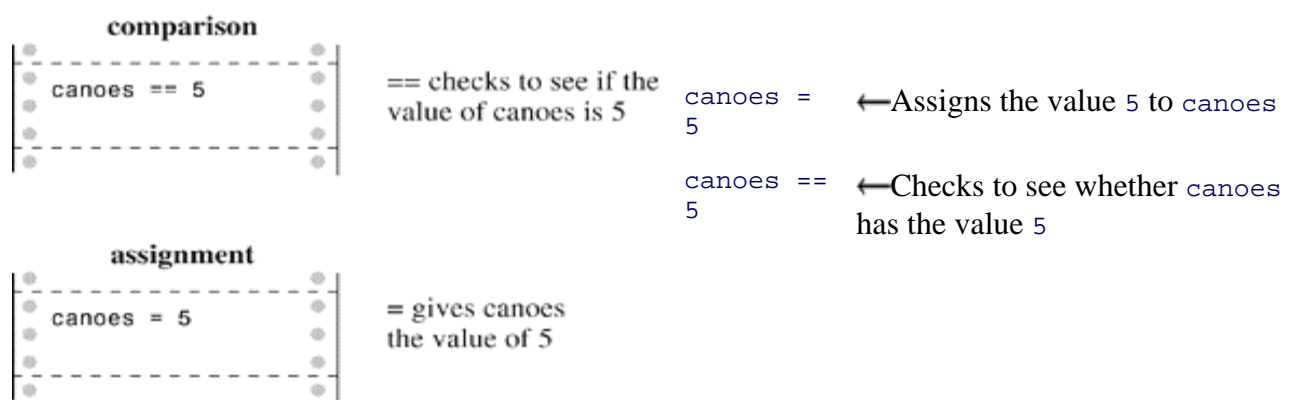 comparison
canoes == 5
== checks to see if the
value of canoes is 5
assignment
canoes = 5
= gives canoes
the value of 5
canoes =
5
←Assigns the value 5 to canoes
canoes ==
5
←Checks to see whether canoes
has the value 5